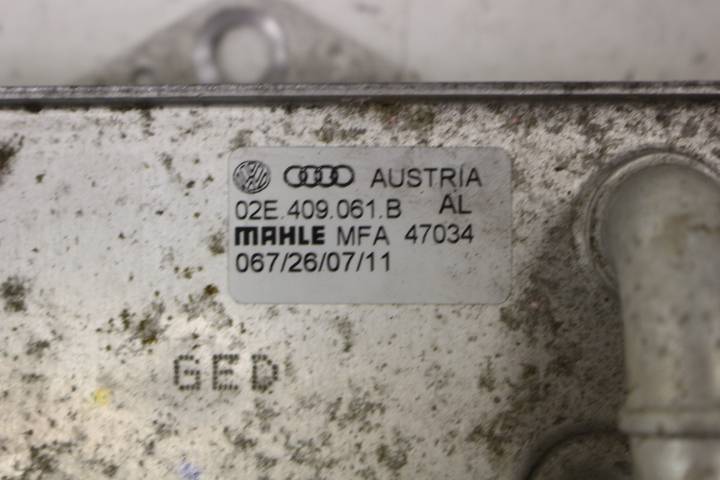 AUSTRIA
02E.409.061.B AL
MAHLE MFA 47034
067/26/07/11
GED